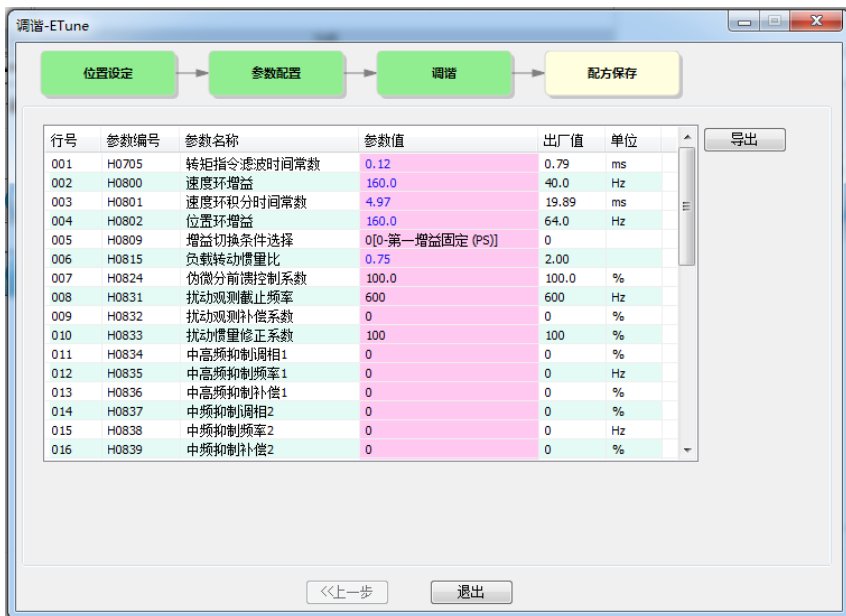 调谐-ETune
位置设定 参数配置 调谐 配方保存
行号 参数编号 参数名称 参数值 出厂值 单位 导出
001 H0705 转矩指令滤波时间常数 0.12 0.79 ms
002 H0800 速度环增益 160.0 40.0 Hz
003 H0801 速度环积分时间常数 4.97 19.89 ms
004 H0802 位置环增益 160.0 64.0 Hz
005 H0809 增益切换条件选择 0[0-第一增益固定 (PS)] 0
006 H0815 负载转动惯量比 0.75 2.00
007 H0824 伪微分前馈控制系数 100.0 100.0 %
008 H0831 扰动观测截止频率 600 600 Hz
009 H0832 扰动观测补偿系数 0 0 %
010 H0833 扰动惯量修正系数 100 100 %
011 H0834 中高频抑制调相1 0 0 %
012 H0835 中高频抑制频率1 0 0 Hz
013 H0836 中高频抑制补偿1 0 0 %
014 H0837 中频抑制调相2 0 0 %
015 H0838 中频抑制频率2 0 0 Hz
016 H0839 中频抑制补偿2 0 0 %
<<上一步 退出